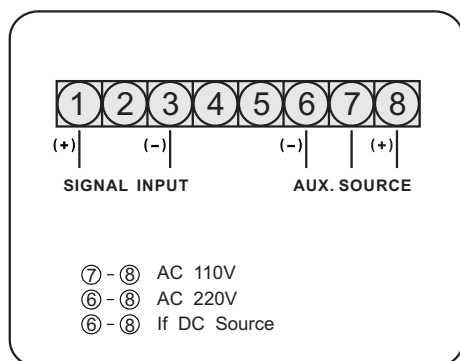 1 2 3 4 5 6 7 8
(+) (-) (-) (+)
SIGNAL INPUT AUX. SOURCE
⑦-⑧ AC 110V
⑥-⑧ AC 220V
⑥-⑧ If DC Source